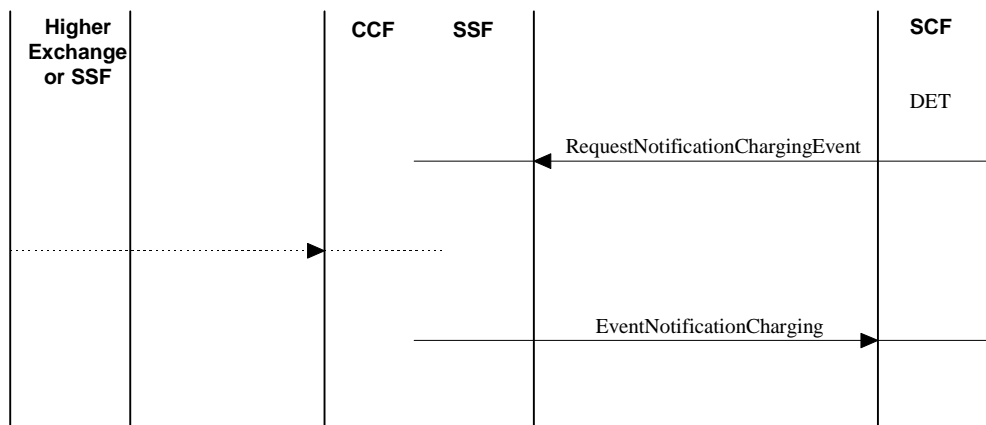 Higher
Exchange
or SSF
CCF
SSF
SCF
DET
RequestNotificationChargingEvent
EventNotificationCharging